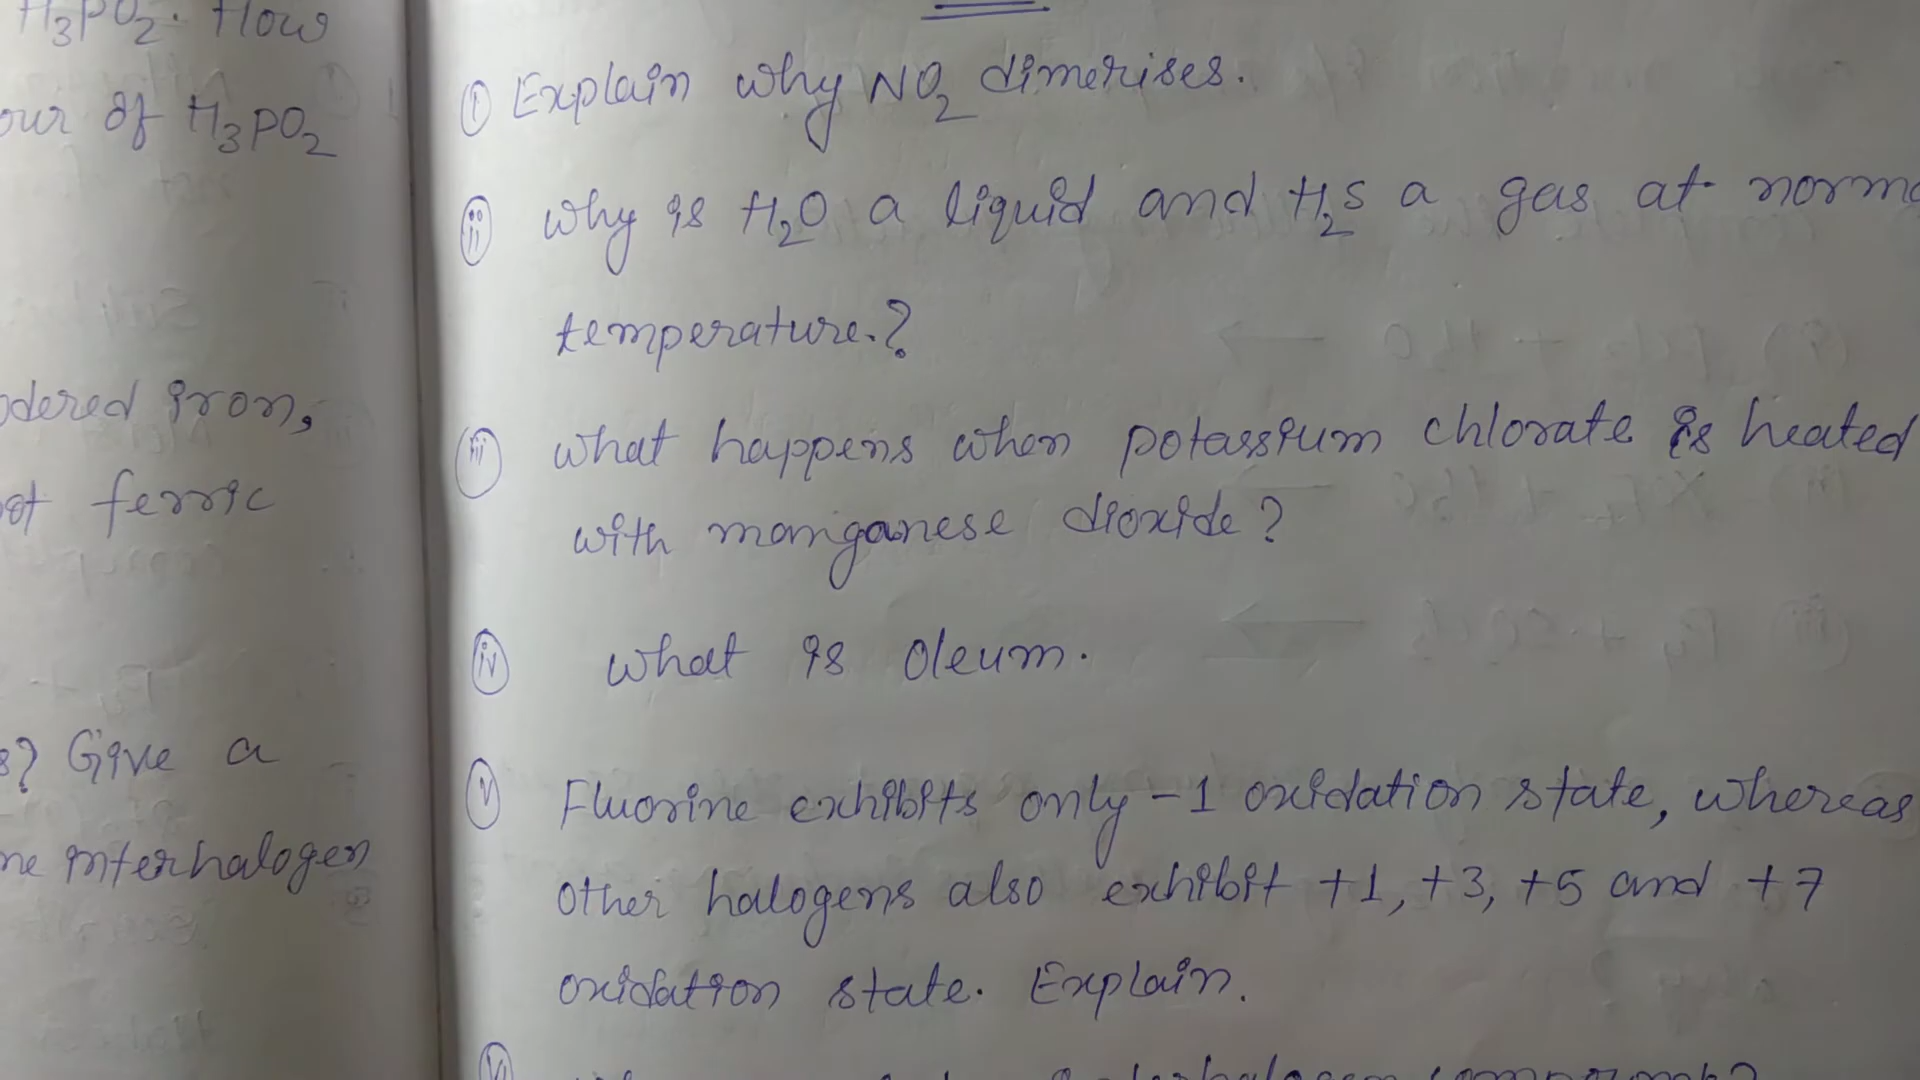 H3PO2. How
our of H3PO2
dered iron,
ot ferric
s? Give a
ne interhalogen
(i) Explain why NO2 dimerises.
(ii) why is H2O a liquid and H2S a gas at norma
temperature.?
(iii) what happens when potassium chlorate is heated
with manganese dioxide?
(iv) what is oleum.
(v) Fluorine exhibits only -1 oxidation state, whereas
other halogens also exhibit +1, +3, +5 and +7
oxidation state. Explain.
(vi)